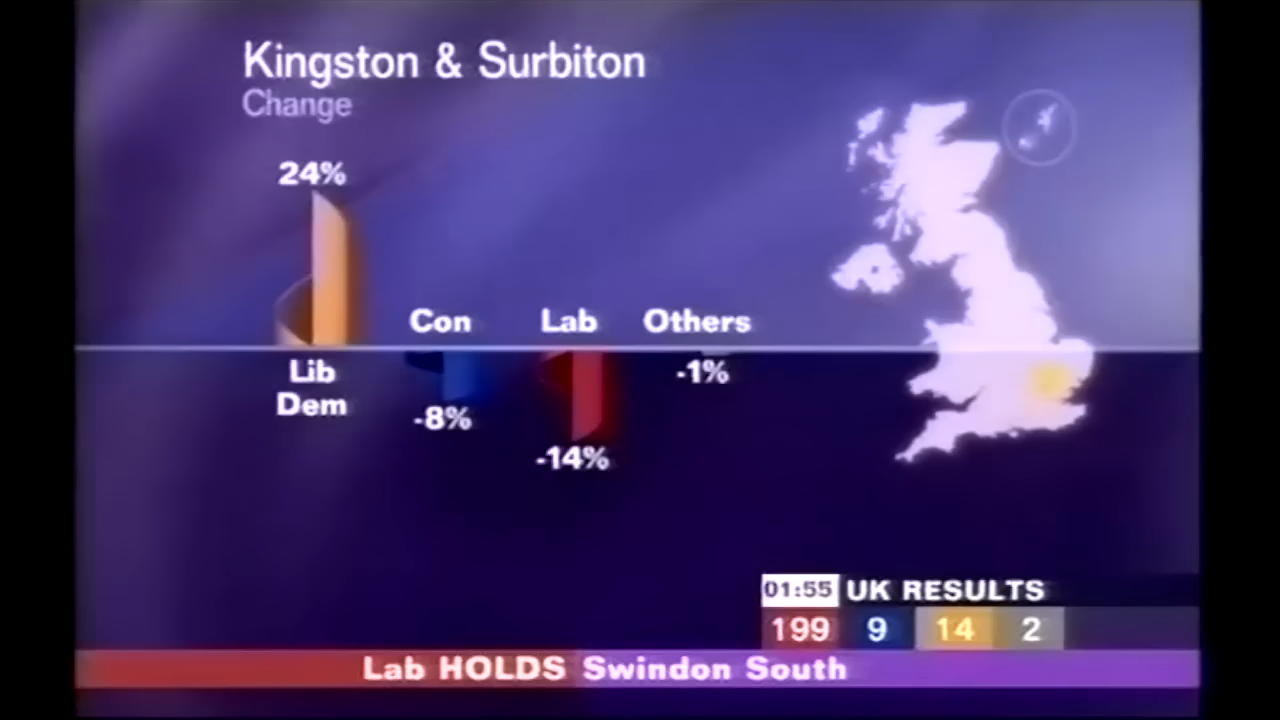 Kingston & Surbiton
Change
24%
Con Lab Others
Lib
Dem
-8%
-14%
-1%
01:55 UK RESULTS
199 9 14 2
Lab HOLDS Swindon South